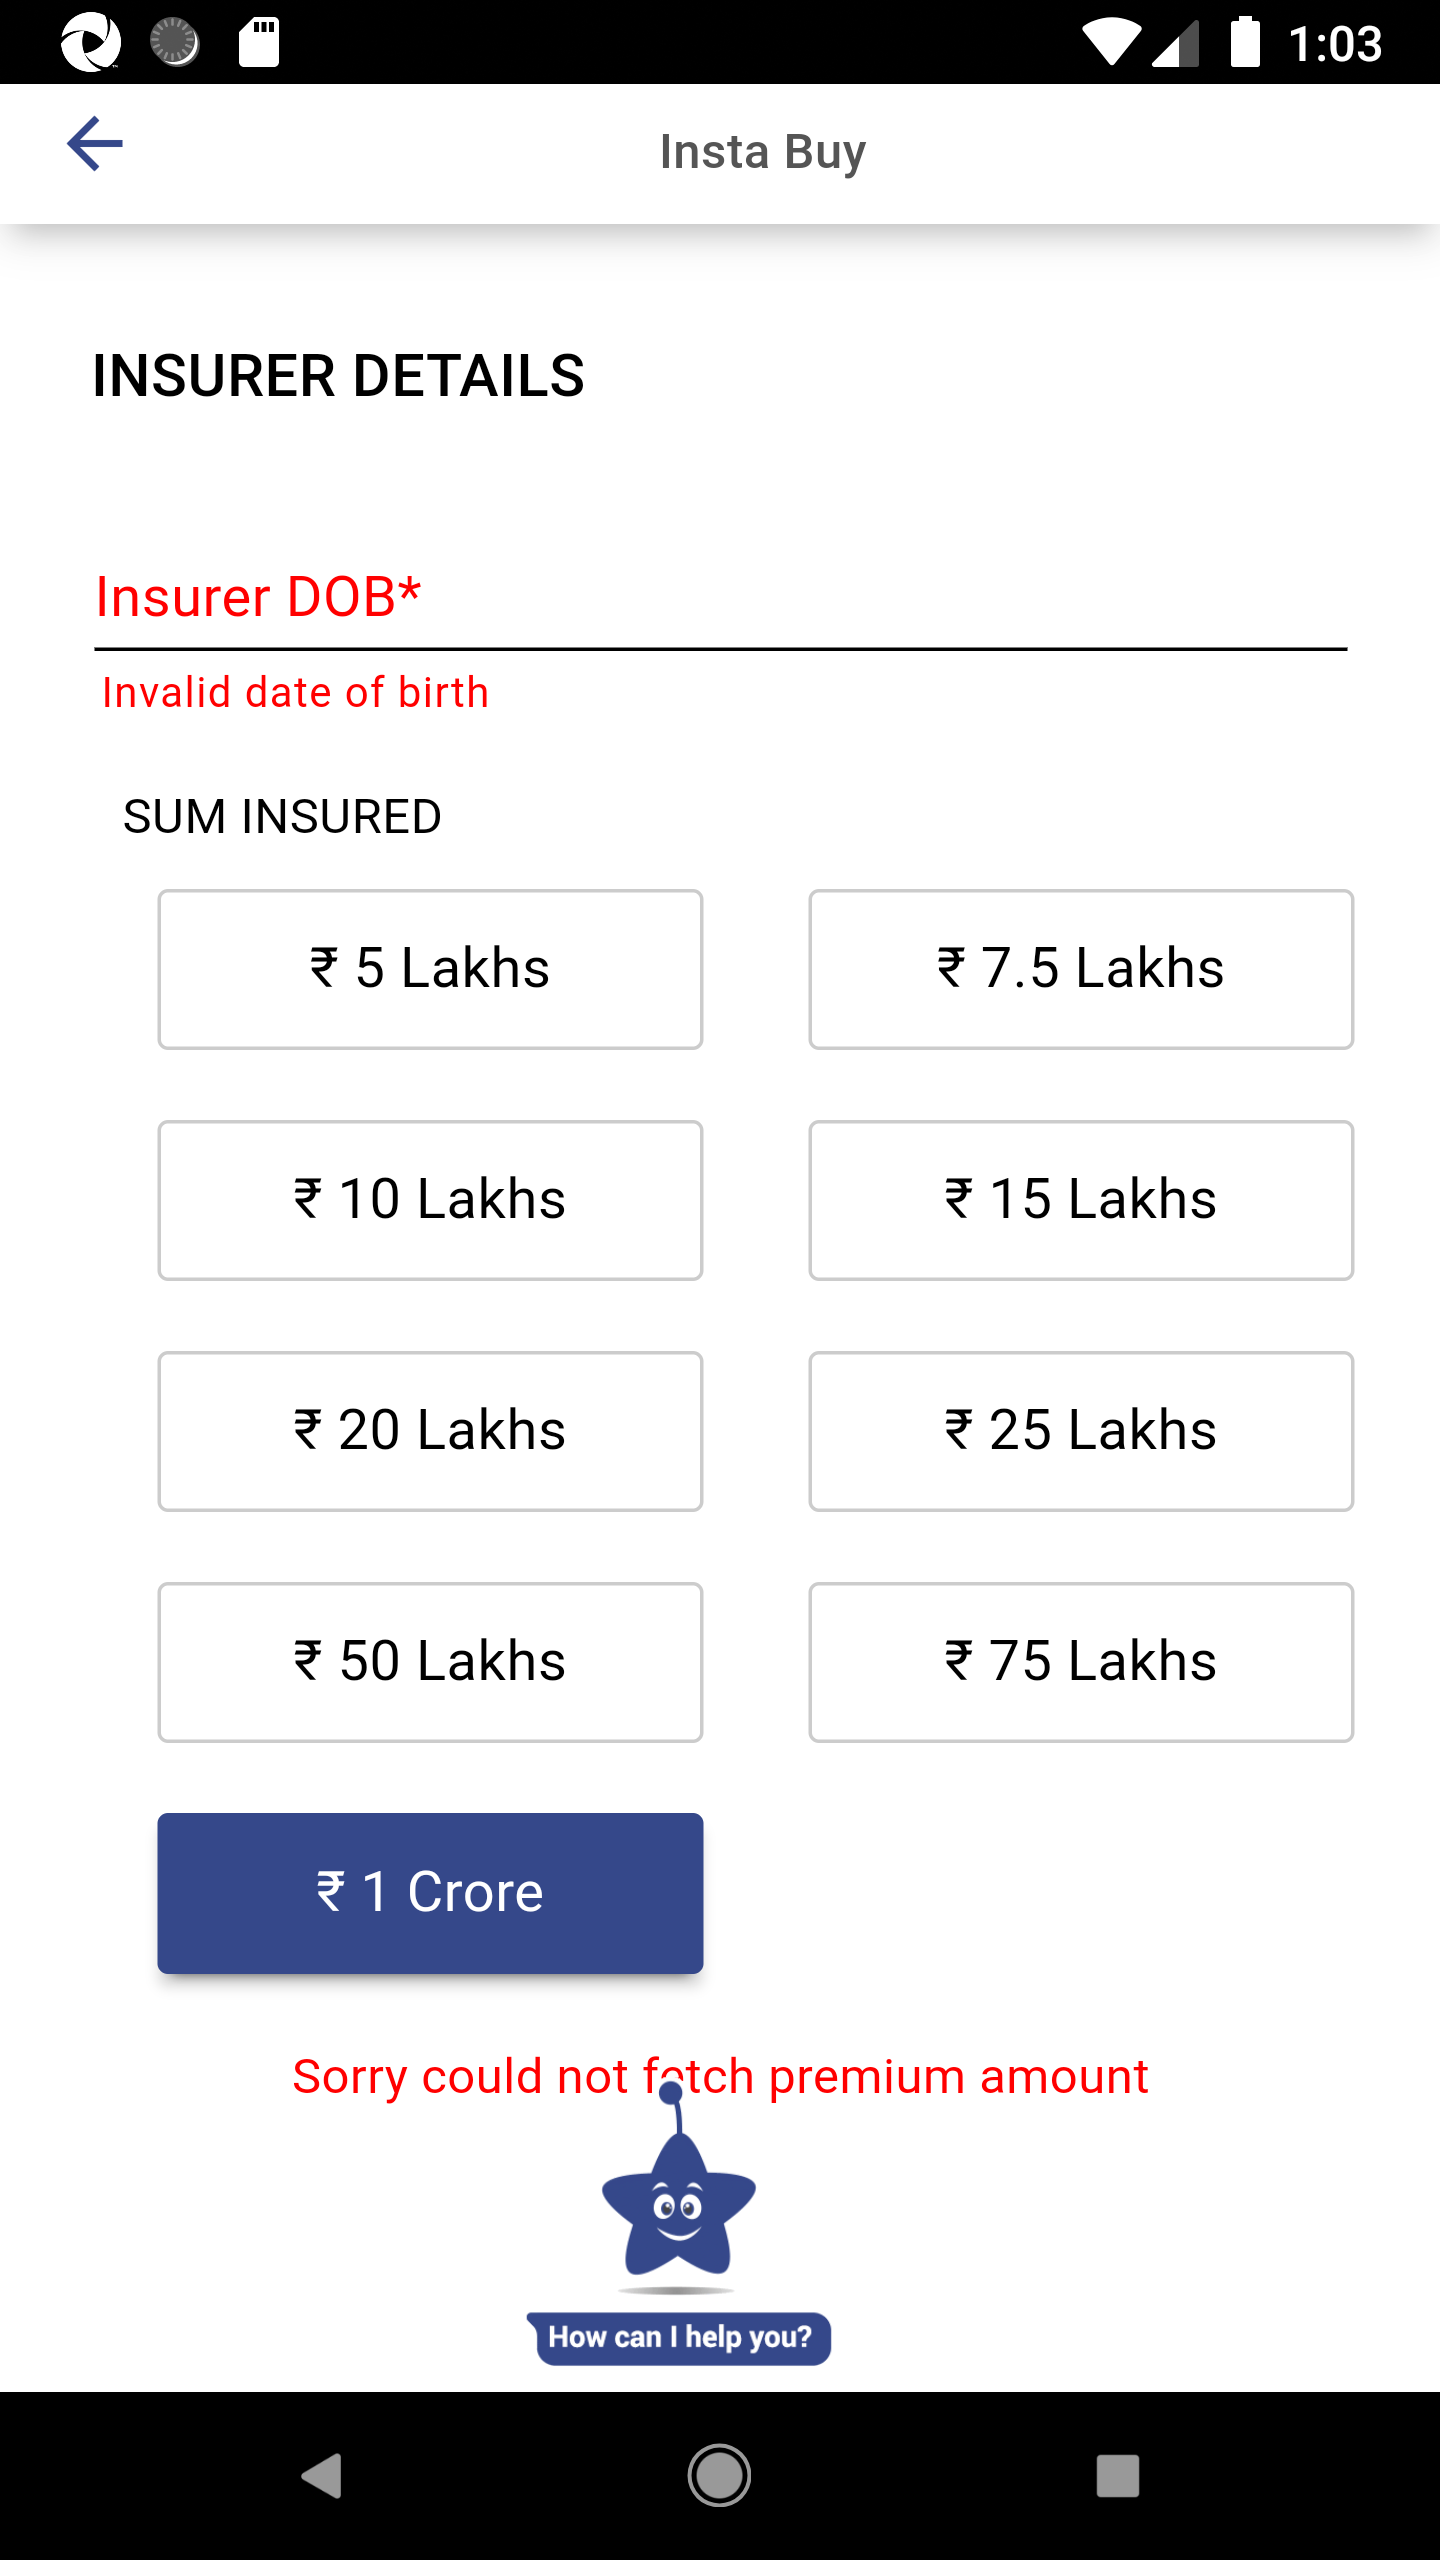 1:03
Insta Buy
INSURER DETAILS
Insurer DOB*
Invalid date of birth
SUM INSURED
₹ 5 Lakhs
₹ 7.5 Lakhs
₹ 10 Lakhs
₹ 15 Lakhs
₹ 20 Lakhs
₹ 25 Lakhs
₹ 50 Lakhs
₹ 75 Lakhs
₹ 1 Crore
Sorry could not fetch premium amount
How can I help you?